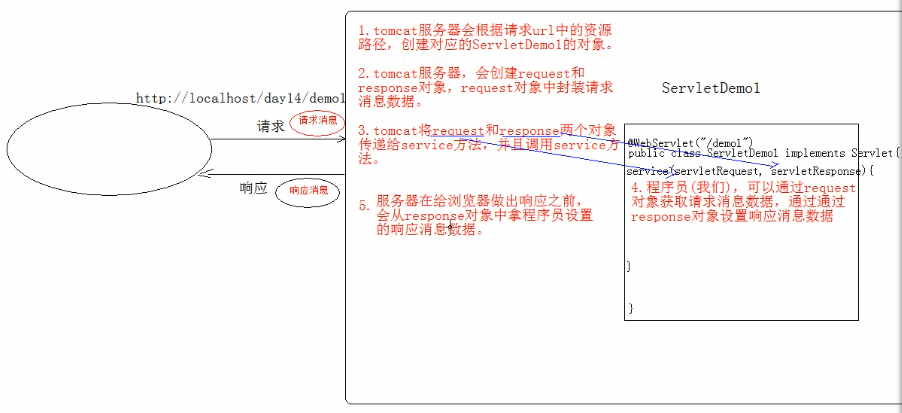 http://localhost/day14/demo1
请求
请求消息
响应
响应消息
1.tomcat服务器会根据请求url中的资源
路径，创建对应的ServletDemo1的对象。
2.tomcat服务器，会创建request和
response对象，request对象中封装请求
消息数据。
3.tomcat将request和response两个对象
传递给service方法，并且调用service方
法。
5. 服务器在给浏览器做出响应之前，
会从response对象中拿程序员设置
的响应消息数据。
ServletDemo1
@WebServlet("/demo1")
public class ServletDemo1 implements Servlet{
service(servletRequest, servletResponse){
4.程序员(我们)，可以通过request
对象获取请求消息数据，通过通过
response对象设置响应消息数据
}
}